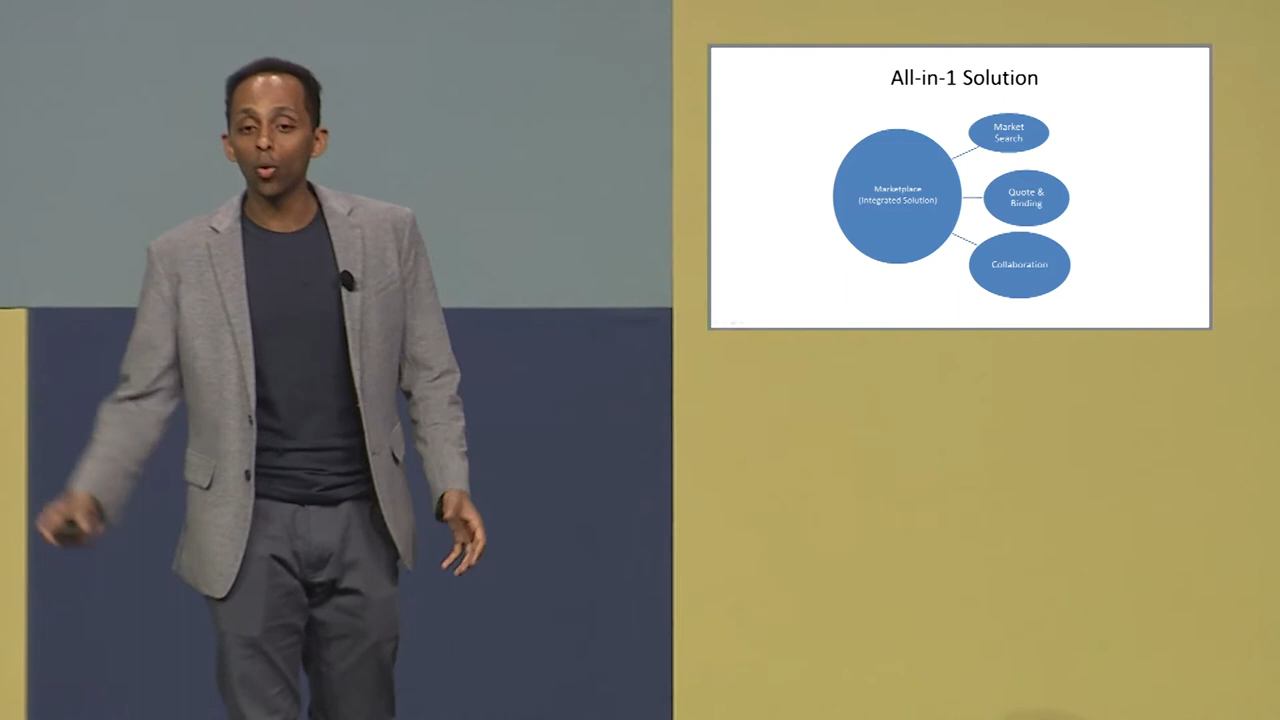 All-in-1 Solution
Market
Search
Marketplace
(Integrated Solution)
Quote &
Binding
Collaboration